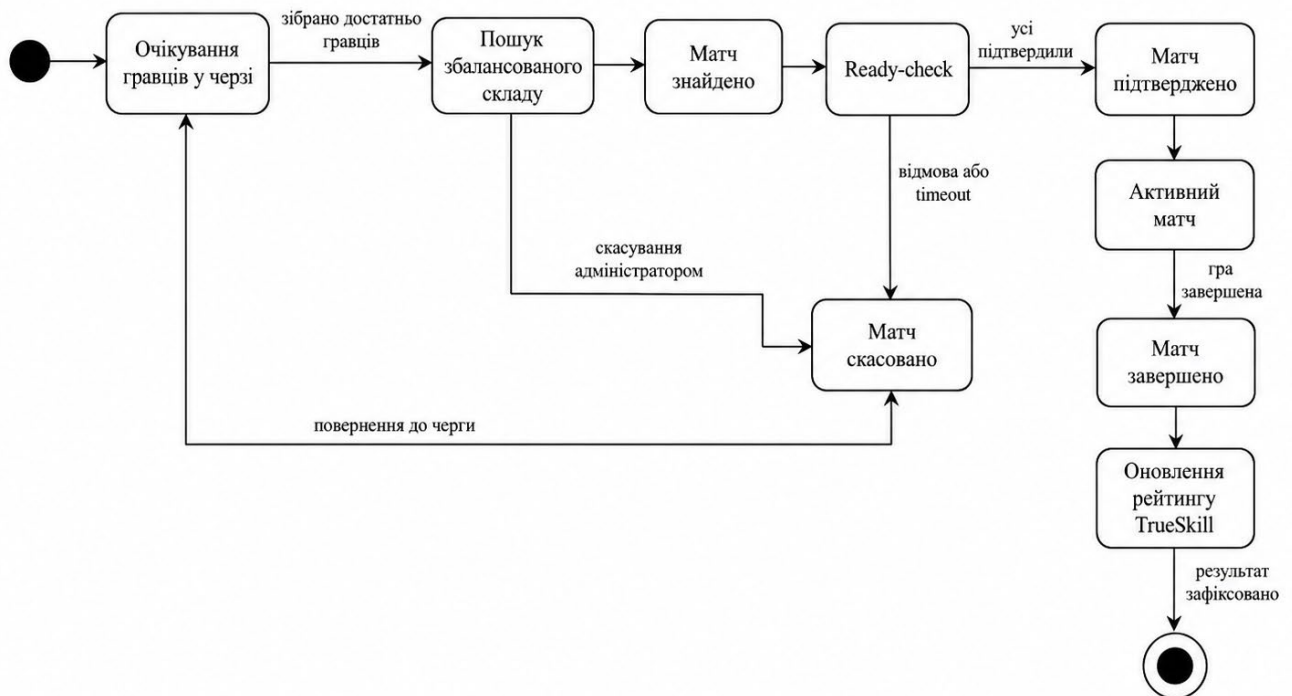 Очікування
гравців у черзі
зібрано достатньо
гравців
Пошук
збалансованого
складу
Матч
знайдено
Ready-check
усі
підтвердили
Матч
підтверджено
відмова або
timeout
Активний
матч
скасування
адміністратором
гра
завершена
Матч
скасовано
Матч
завершено
повернення до черги
Оновлення
рейтингу
TrueSkill
результат
зафіксовано